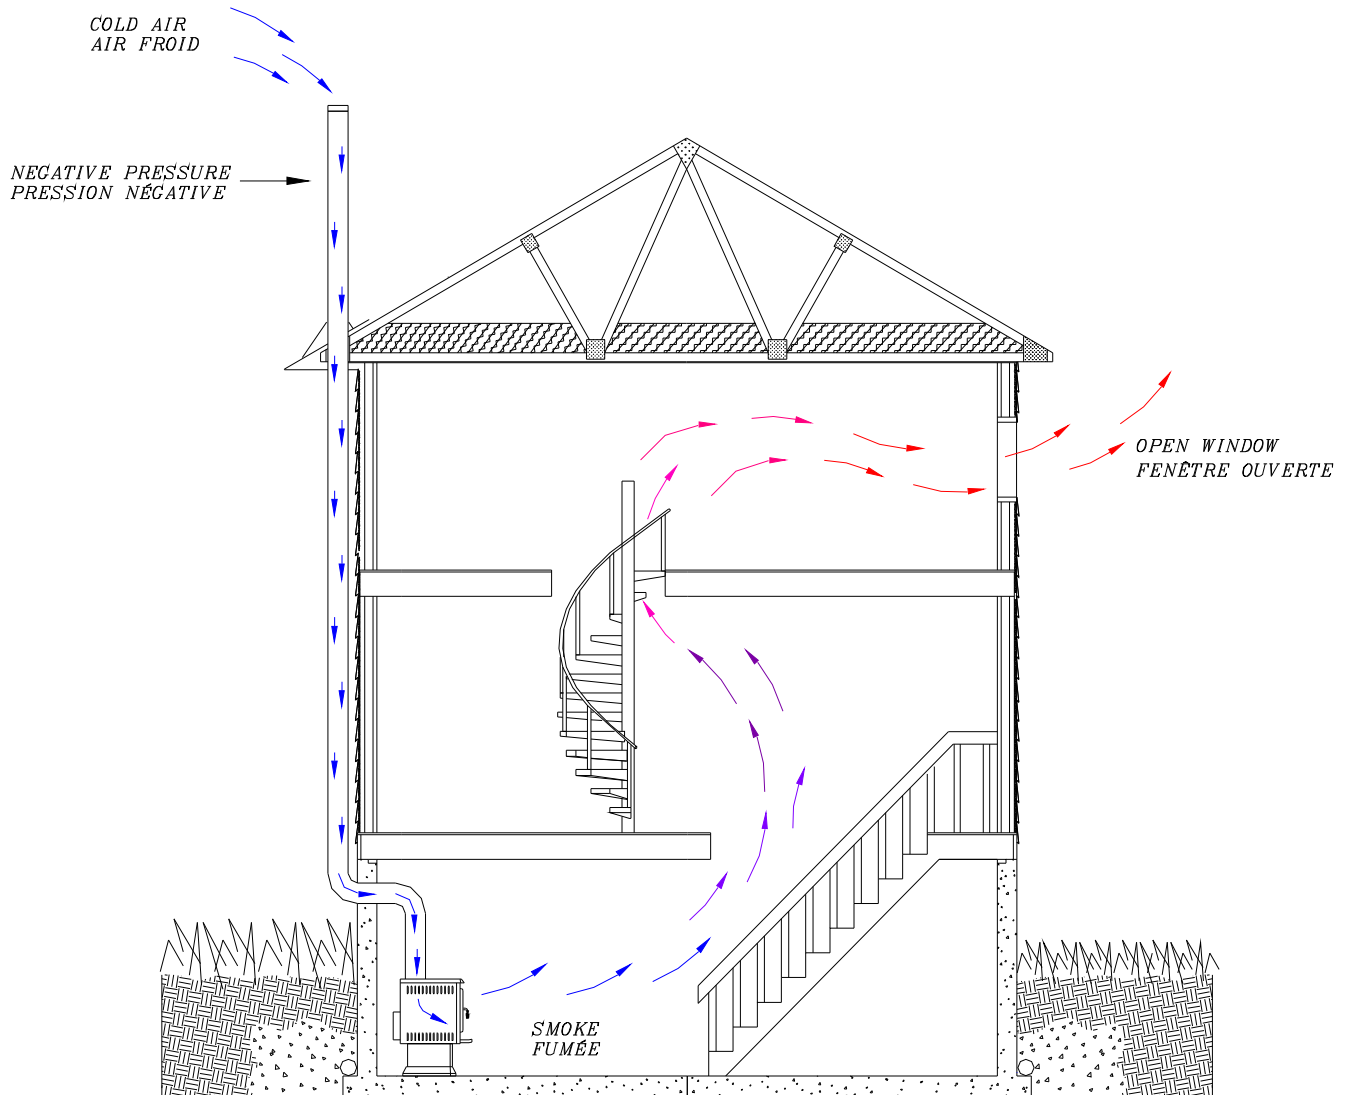 COLD AIR
AIR FROID
NEGATIVE PRESSURE
PRESSION NÉGATIVE
OPEN WINDOW
FENÊTRE OUVERTE
SMOKE
FUMÉE